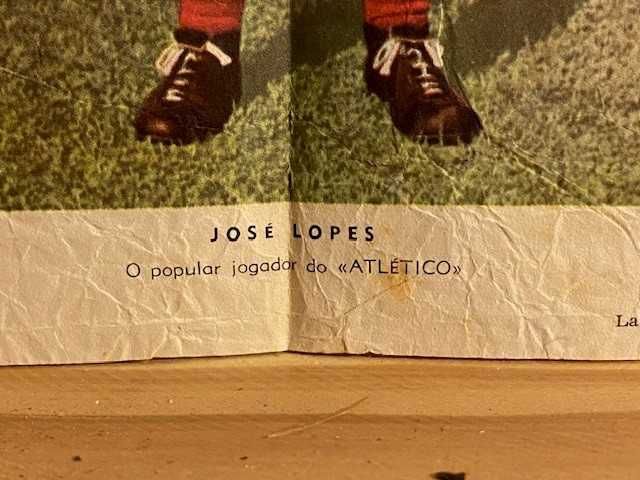 JOSÉ LOPES
O popular jogador do «ATLÉTICO»
La